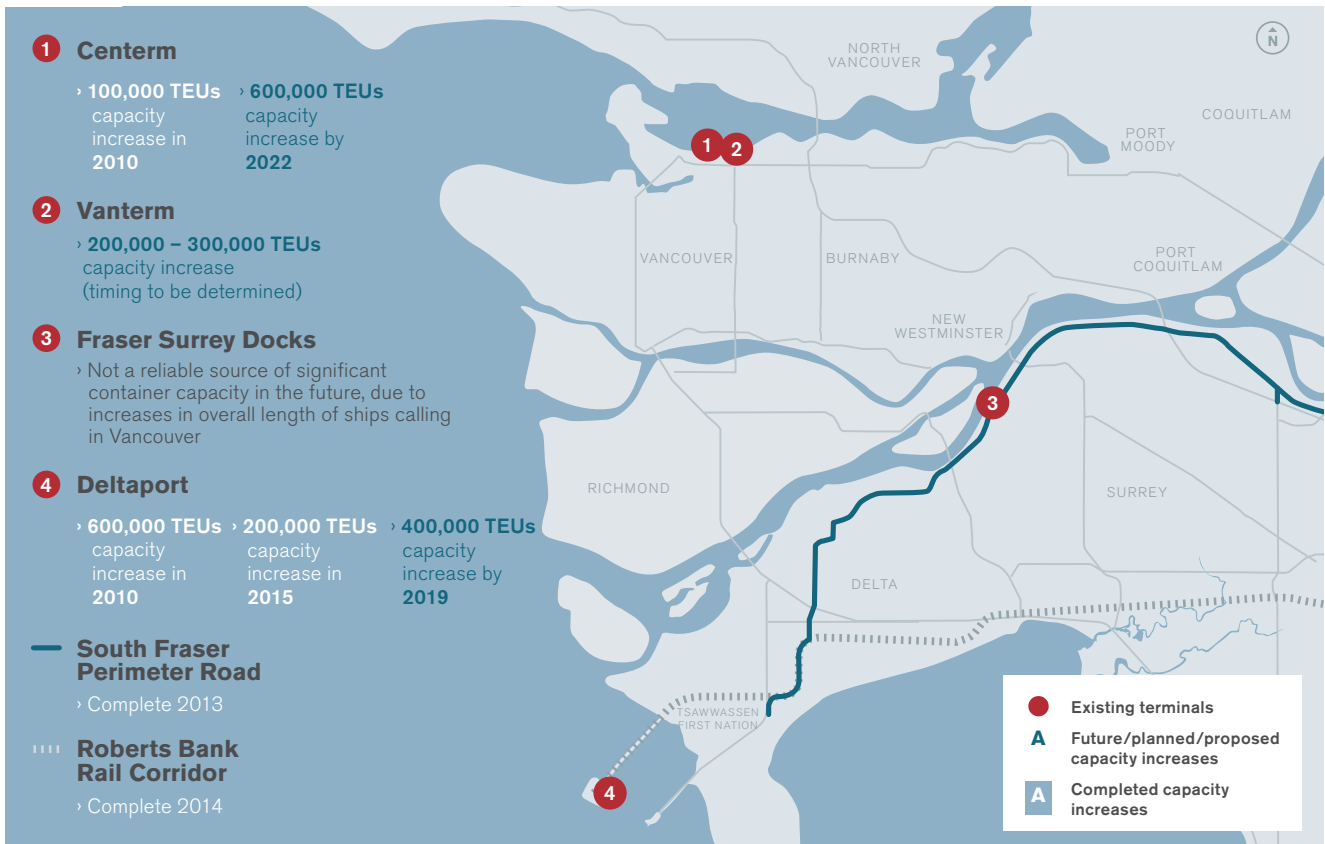 1 Centerm
› 100,000 TEUs
capacity
increase in
2010
› 600,000 TEUs
capacity
increase by
2022
2 Vanterm
› 200,000 – 300,000 TEUs
capacity increase
(timing to be determined)
3 Fraser Surrey Docks
› Not a reliable source of significant
container capacity in the future, due to
increases in overall length of ships calling
in Vancouver
4 Deltaport
› 600,000 TEUs
capacity
increase in
2010
› 200,000 TEUs
capacity
increase in
2015
› 400,000 TEUs
capacity
increase by
2019
South Fraser
Perimeter Road
› Complete 2013
Roberts Bank
Rail Corridor
› Complete 2014
N
NORTH
VANCOUVER
COQUITLAM
PORT
MOODY
1 2
VANCOUVER
BURNABY
PORT
COQUITLAM
NEW
WESTMINSTER
3
RICHMOND
SURREY
DELTA
TSAWWASSEN
FIRST NATION
4
Existing terminals
A Future/planned/proposed
capacity increases
A Completed capacity
increases